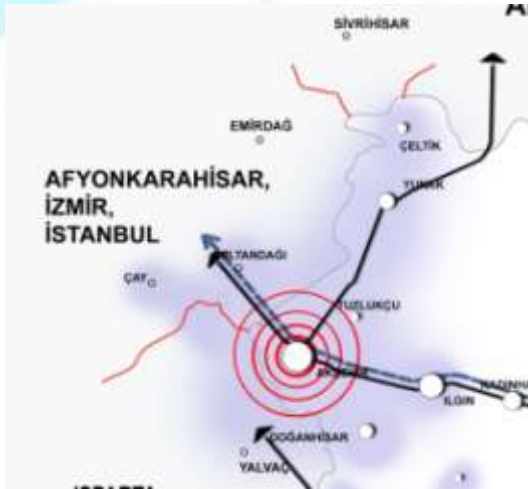 SİVRİHİSAR
EMİRDAĞ
ÇELTİK
AFYONKARAHİSAR,
İZMİR,
İSTANBUL
YUNAK
ÇAY
TUZLUKÇU
ILGIN
DOĞANHİSAR
YALVAÇ